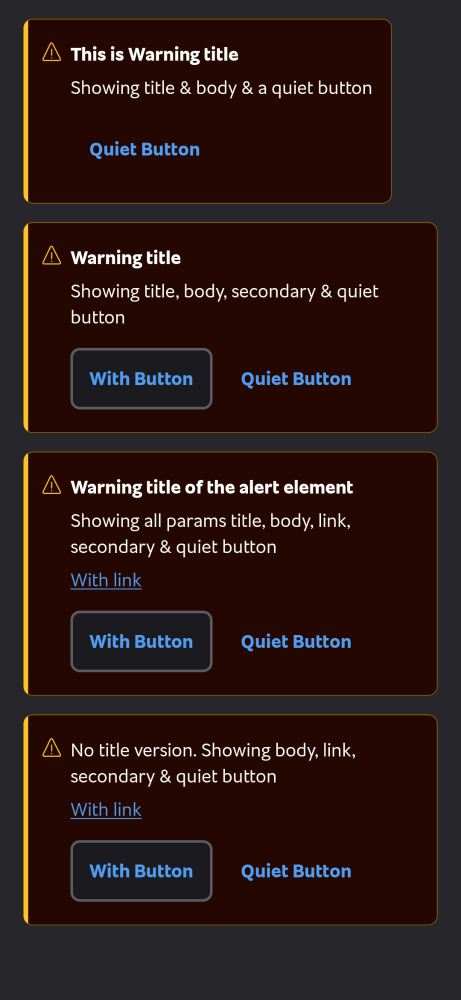 This is Warning title
Showing title & body & a quiet button
Quiet Button
Warning title
Showing title, body, secondary & quiet
button
With Button
Quiet Button
Warning title of the alert element
Showing all params title, body, link,
secondary & quiet button
With link
With Button
Quiet Button
No title version. Showing body, link,
secondary & quiet button
With link
With Button
Quiet Button